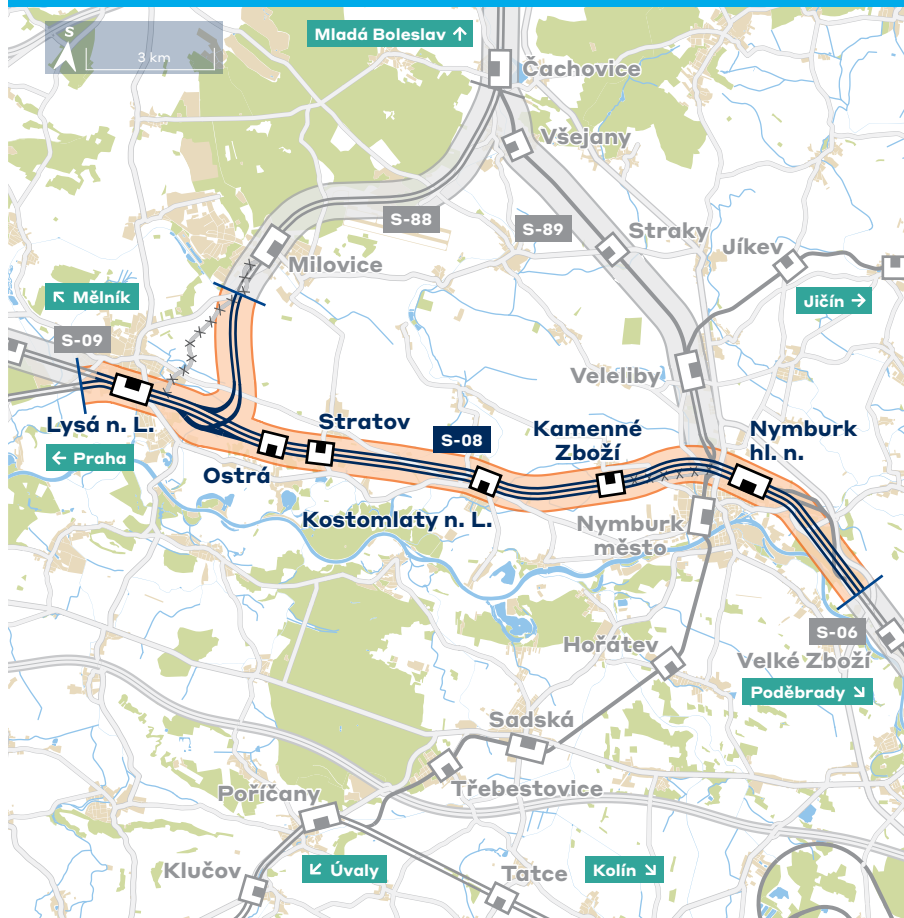 Mladá Boleslav ↑
S
3 km
Čachovice
Všejany
S-88
S-89
Straky
Jíkev
Milovice
↖ Mělník
Jičín →
S-09
Veleliby
Lysá n. L.
Stratov
S-08
Kamenné
Zboží
Nymburk
hl. n.
← Praha
Ostrá
Kostomlaty n. L.
Nymburk
město
S-06
Hořátev
Velké Zboží
Poděbrady ↘
Sadská
Třebestovice
Poříčany
Klučov
↙ Úvaly
Tatce
Kolín ↘